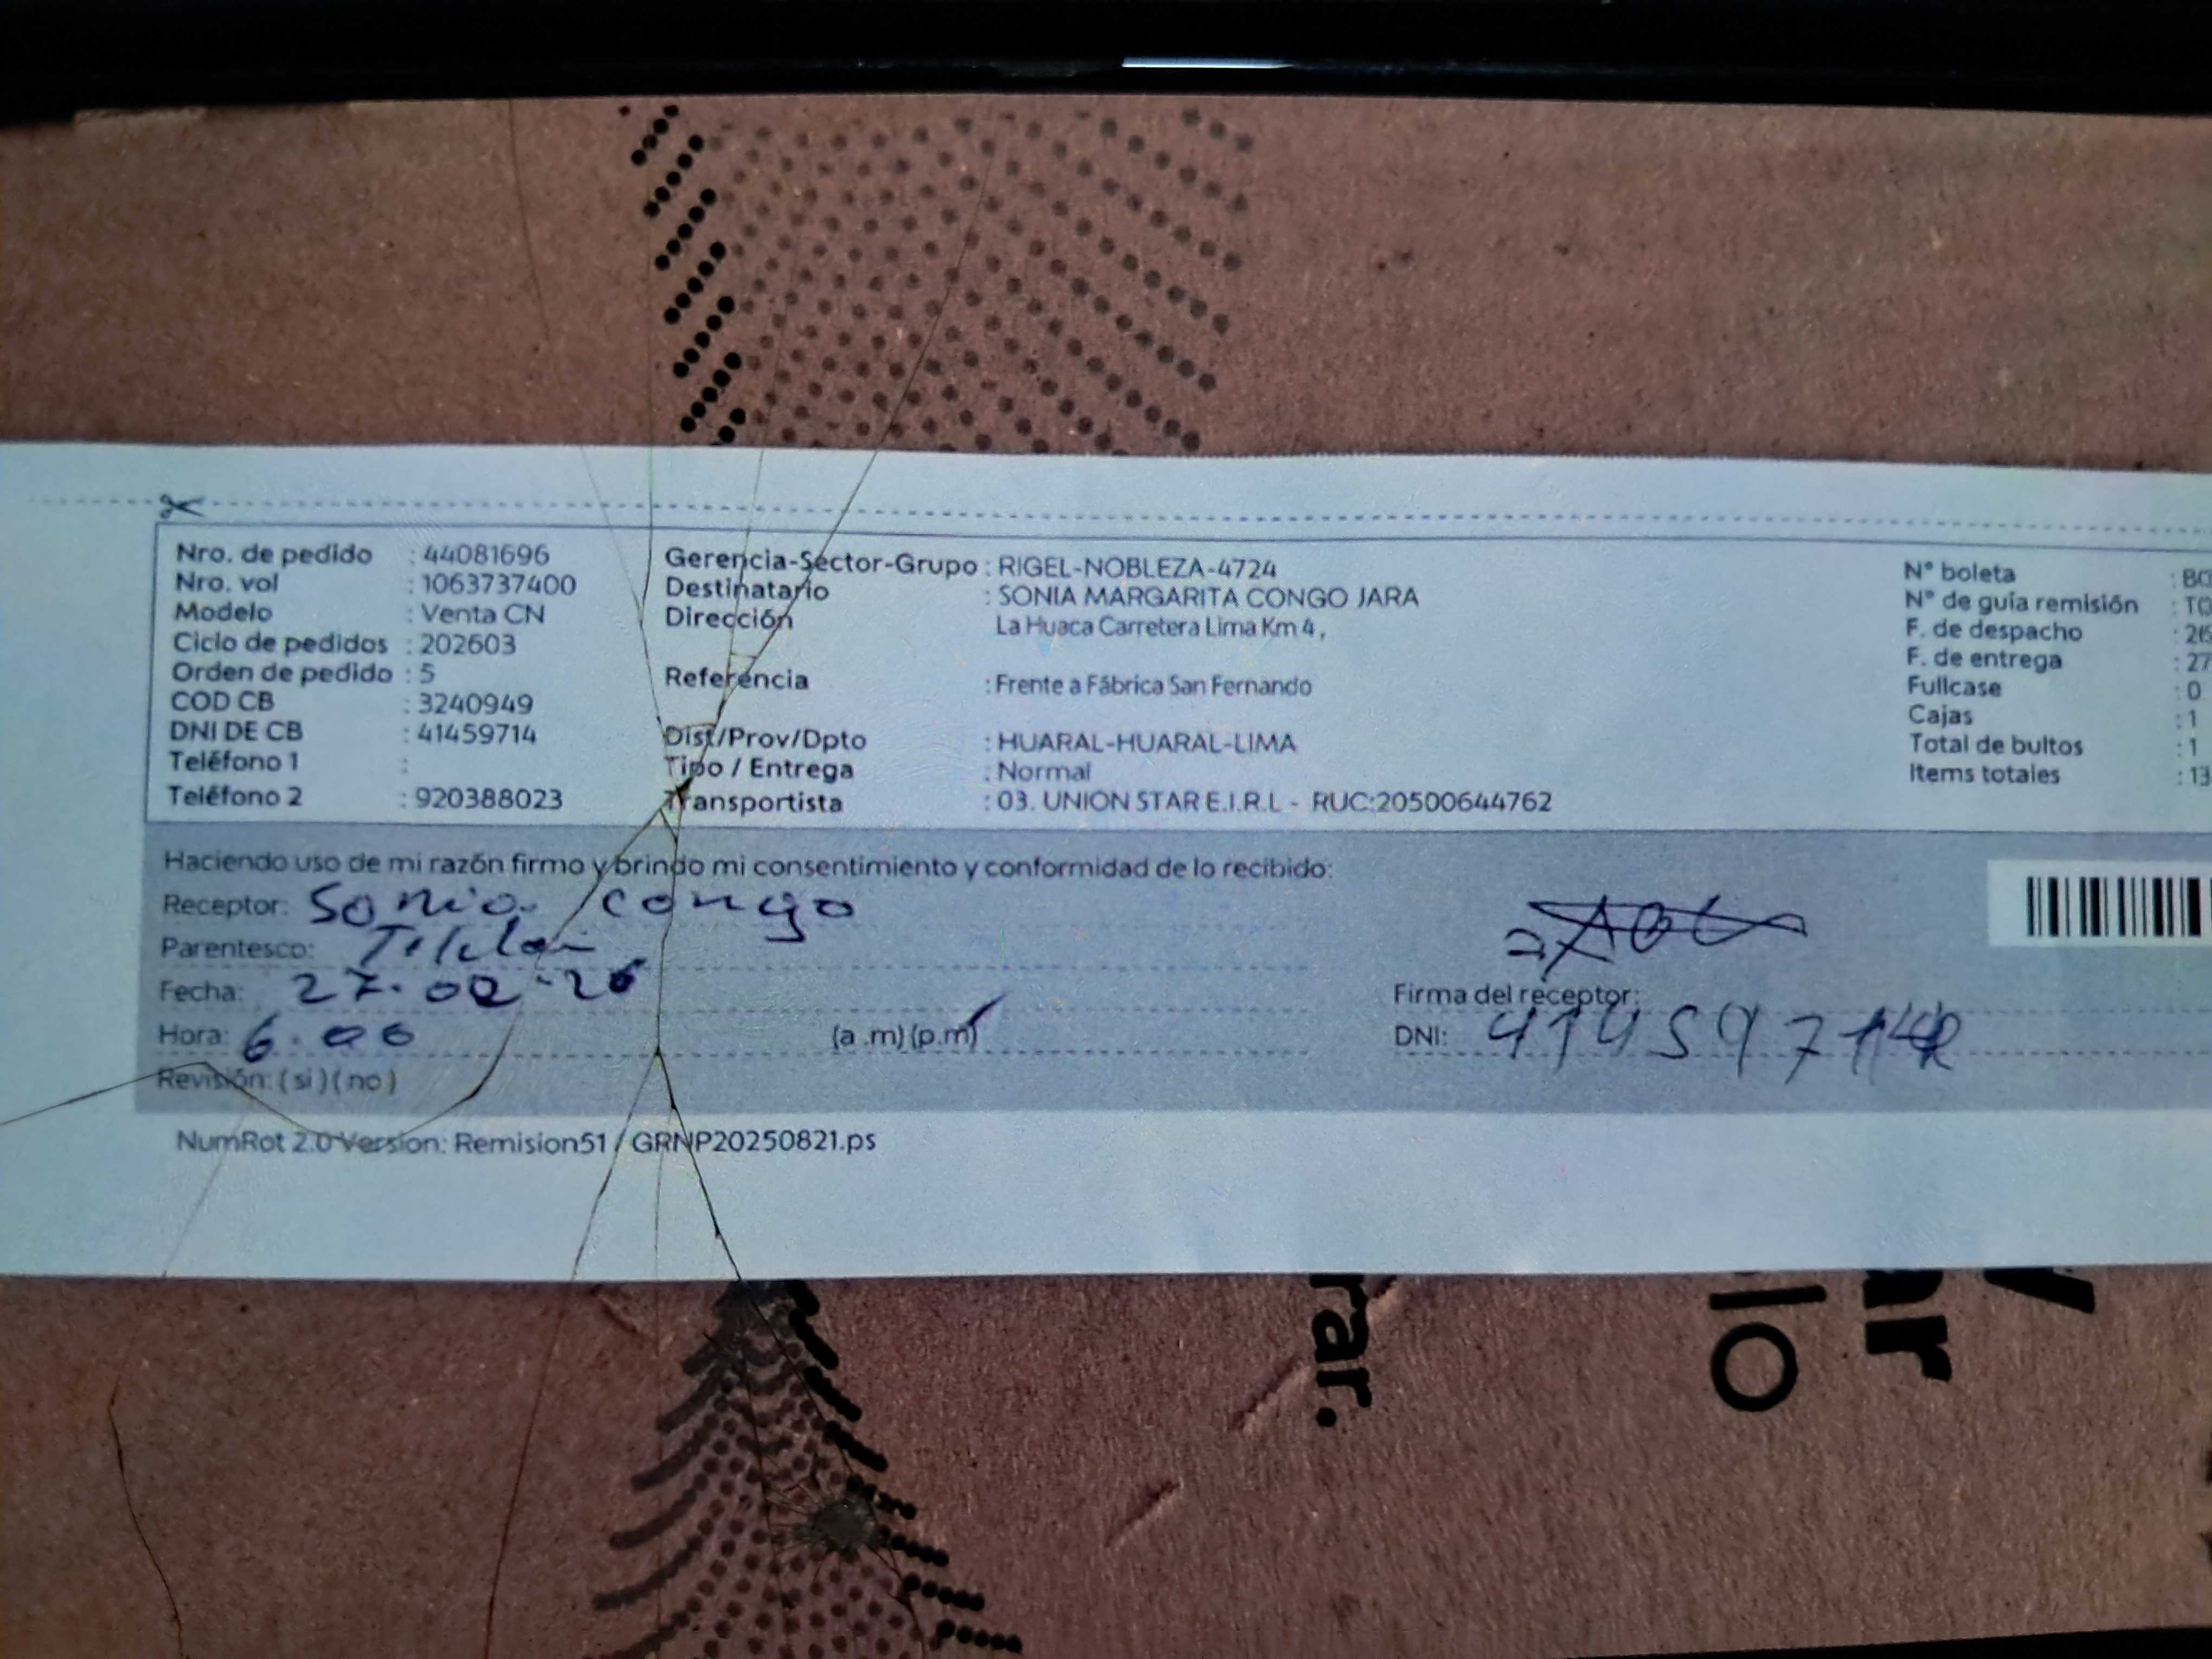 Nro. de pedido : 44081696
Nro. vol : 1063737400
Modelo : Venta CN
Ciclo de pedidos : 202603
Orden de pedido : 5
COD CB : 3240949
DNI DE CB : 41459714
Teléfono 1 :
Teléfono 2 : 920388023
Gerencia-Sector-Grupo : RIGEL-NOBLEZA-4724
Destinatario : SONIA MARGARITA CONGO JARA
Dirección La Huaca Carretera Lima Km 4,
Referencia : Frente a Fábrica San Fernando
Dist/Prov/Dpto : HUARAL-HUARAL-LIMA
Tipo / Entrega : Normal
Transportista : 03. UNION STAR E.I.R.L - RUC:20500644762
N° boleta :
N° de guía remisión :
F. de despacho : 26
F. de entrega : 27
Fullcase : 0
Cajas : 1
Total de bultos : 1
Items totales : 13
Haciendo uso de mi razón firmo y brindo mi consentimiento y conformidad de lo recibido:
Receptor: Sonia congo
Parentesco:
Fecha: 27-02-26
Hora: 6.00 (a .m) (p.m)
Revisión: ( si ) ( no )
Firma del receptor:
DNI:
NumRot 2.0 Version: Remision51 / GRNP20250821.ps
rar.